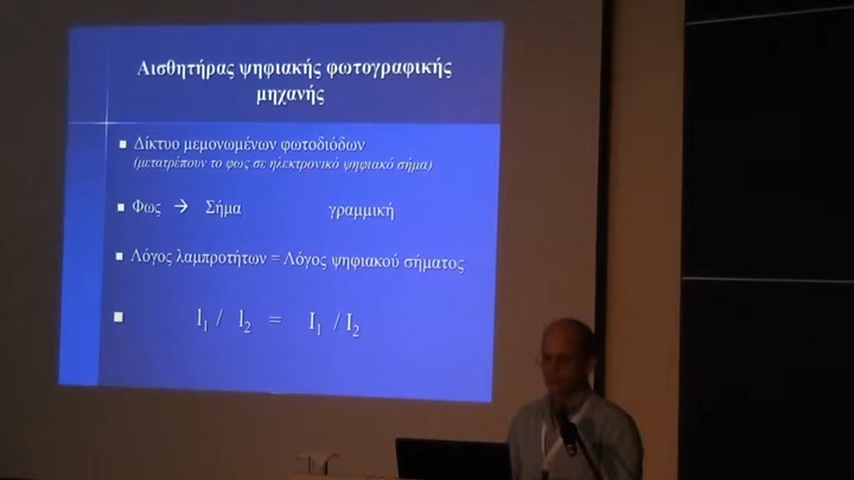 Αισθητήρας ψηφιακής φωτογραφικής
μηχανής
Δίκτυο μεμονωμένων φωτοδιόδων
(μετατρέπουν το φως σε ηλεκτρονικό ψηφιακό σήμα)
Φως → Σήμα γραμμική
Λόγος λαμπροτήτων = Λόγος ψηφιακού σήματος
l₁ / l₂ = I₁ / I₂